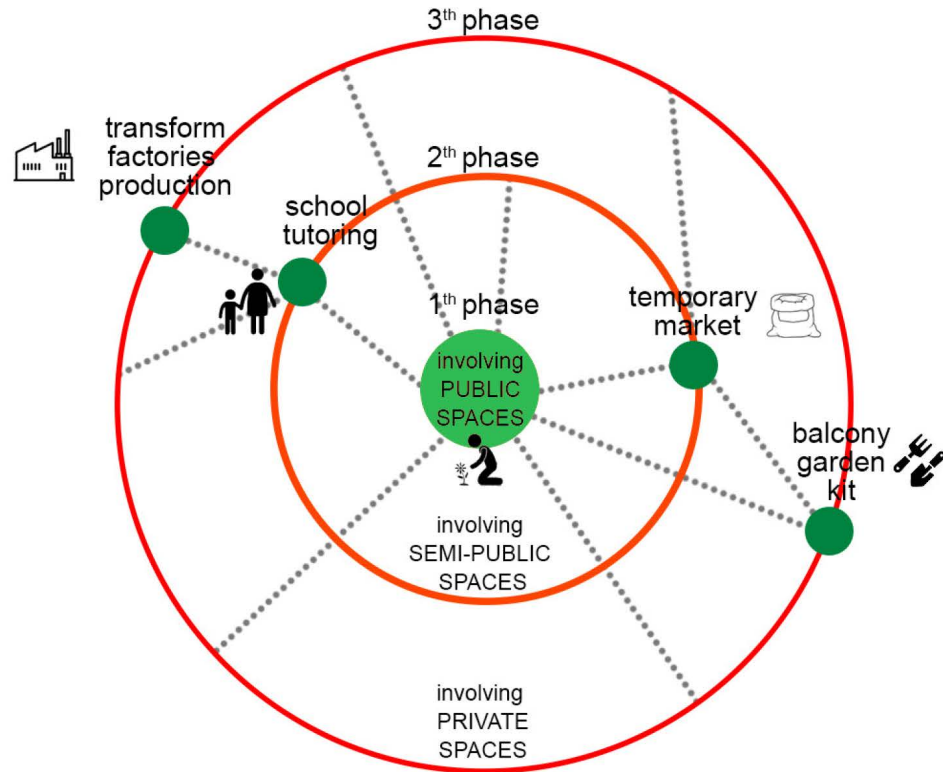 3th phase
transform
factories
production
2th phase
school
tutoring
1th phase
temporary
market
involving
PUBLIC
SPACES
balcony
garden
kit
involving
SEMI-PUBLIC
SPACES
involving
PRIVATE
SPACES